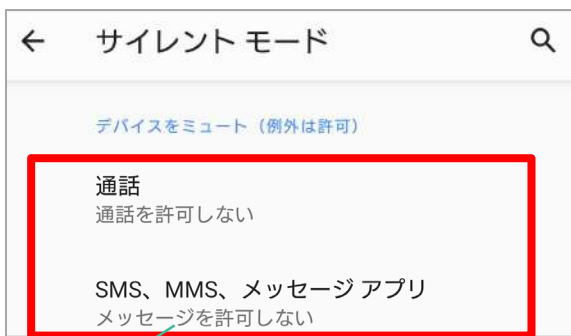 サイレント モード
デバイスをミュート（例外は許可）
通話
通話を許可しない
SMS、MMS、メッセージ アプリ
メッセージを許可しない